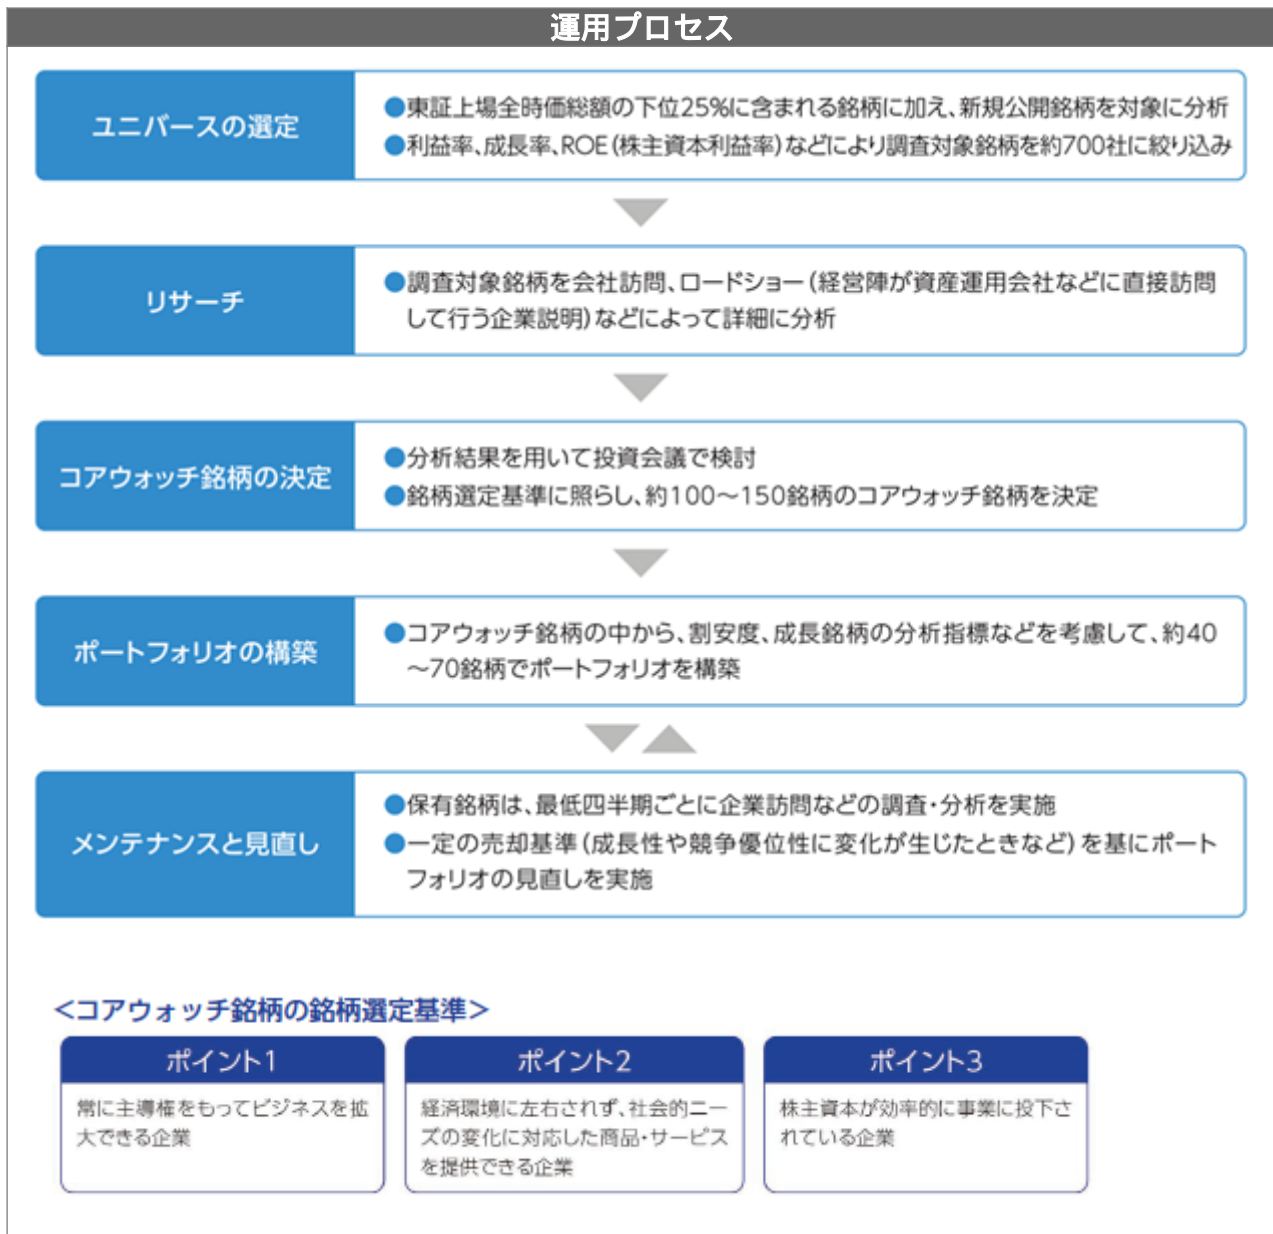 運用プロセス
ユニバースの選定
●東証上場全時価総額の下位25%に含まれる銘柄に加え、新規公開銘柄を対象に分析
●利益率、成長率、ROE(株主資本利益率)などにより調査対象銘柄を約700社に絞り込み
リサーチ
●調査対象銘柄を会社訪問、ロードショー(経営陣が資産運用会社などに直接訪問
して行う企業説明)などによって詳細に分析
コアウォッチ銘柄の決定
●分析結果を用いて投資会議で検討
●銘柄選定基準に照らし、約100～150銘柄のコアウォッチ銘柄を決定
ポートフォリオの構築
●コアウォッチ銘柄の中から、割安度、成長銘柄の分析指標などを考慮して、約40
～70銘柄でポートフォリオを構築
メンテナンスと見直し
●保有銘柄は、最低四半期ごとに企業訪問などの調査・分析を実施
●一定の売却基準(成長性や競争優位性に変化が生じたときなど)を基にポート
フォリオの見直しを実施
＜コアウォッチ銘柄の銘柄選定基準＞
ポイント1
常に主導権をもってビジネスを拡
大できる企業
ポイント2
経済環境に左右されず、社会的ニー
ズの変化に対応した商品・サービス
を提供できる企業
ポイント3
株主資本が効率的に事業に投下さ
れている企業